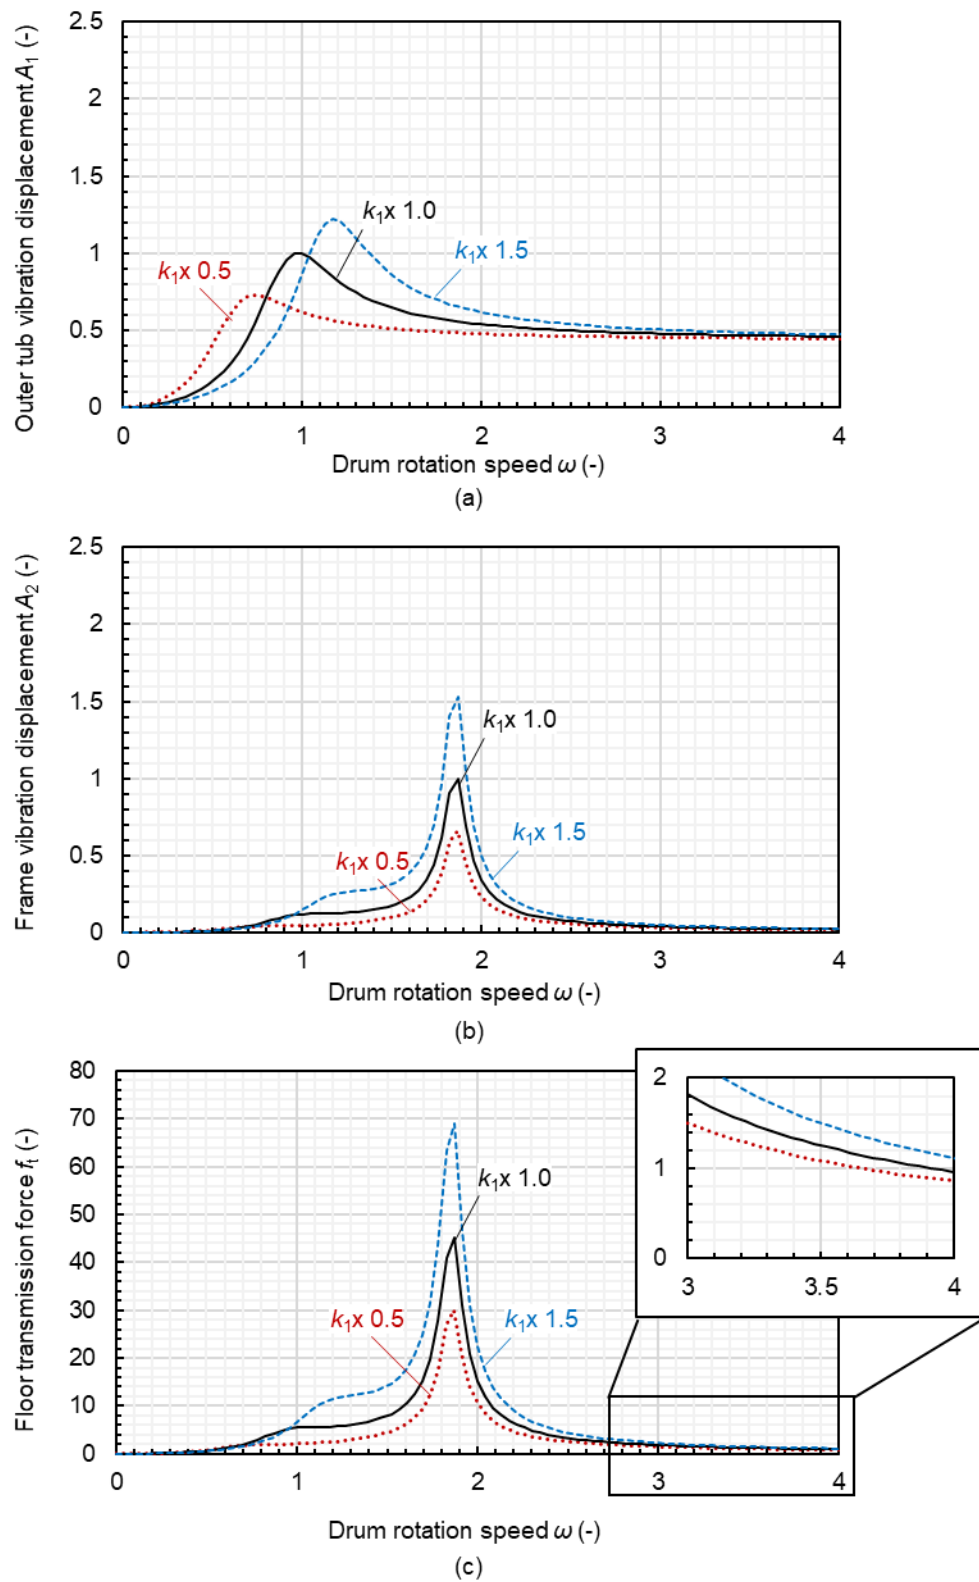 Outer tub vibration displacement A₁ (-)
2.5
2
1.5
1
0.5
0
k₁x 1.0
k₁x 1.5
k₁x 0.5
0 1 2 3 4
Drum rotation speed ω (-)
(a)
Frame vibration displacement A₂ (-)
2.5
2
1.5
1
0.5
0
k₁x 1.0
k₁x 1.5
k₁x 0.5
0 1 2 3 4
Drum rotation speed ω (-)
(b)
Floor transmission force fₜ (-)
80
70
60
50
40
30
20
10
0
k₁x 1.0
k₁x 0.5
k₁x 1.5
2
1
0
3 3.5 4
0 1 2 3 4
Drum rotation speed ω (-)
(c)